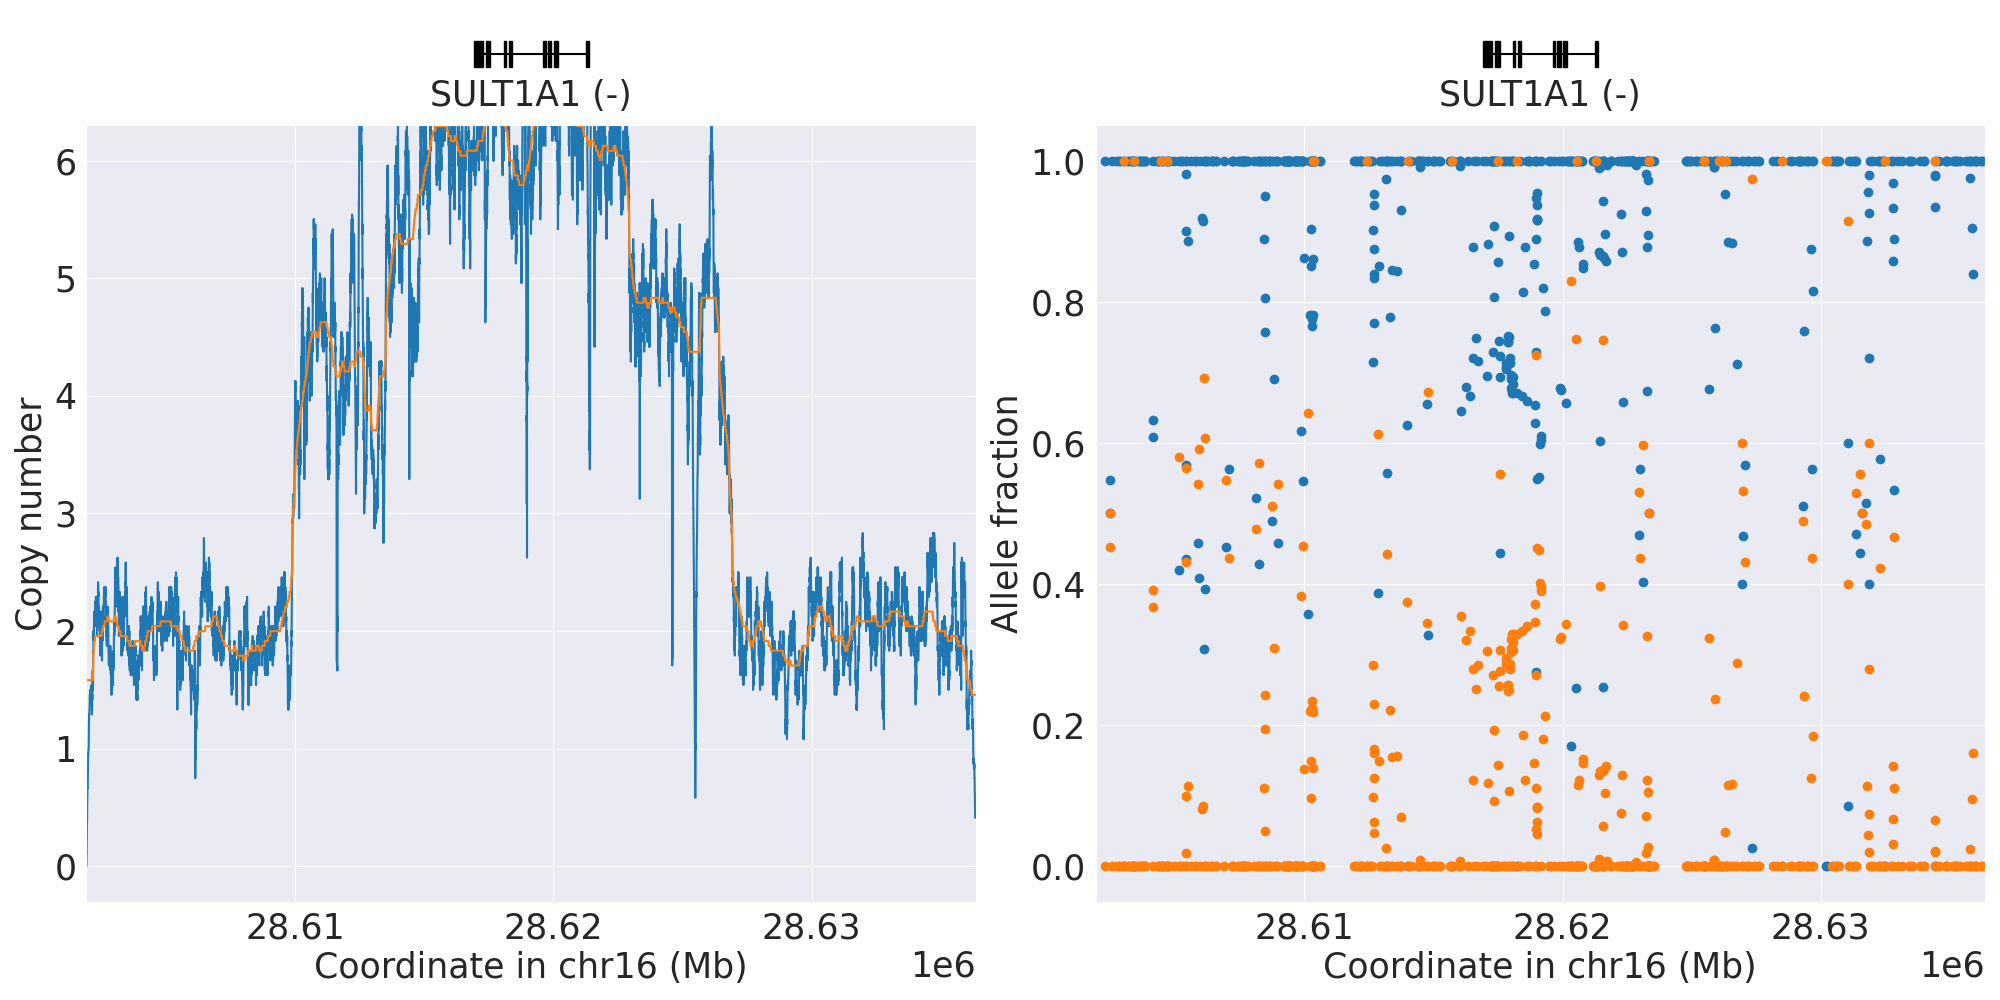 SULT1A1 (-)
SULT1A1 (-)
Copy number
6
5
4
3
2
1
0
28.61
28.62
28.63
Coordinate in chr16 (Mb)
1e6
Allele fraction
1.0
0.8
0.6
0.4
0.2
0.0
28.61
28.62
28.63
Coordinate in chr16 (Mb)
1e6